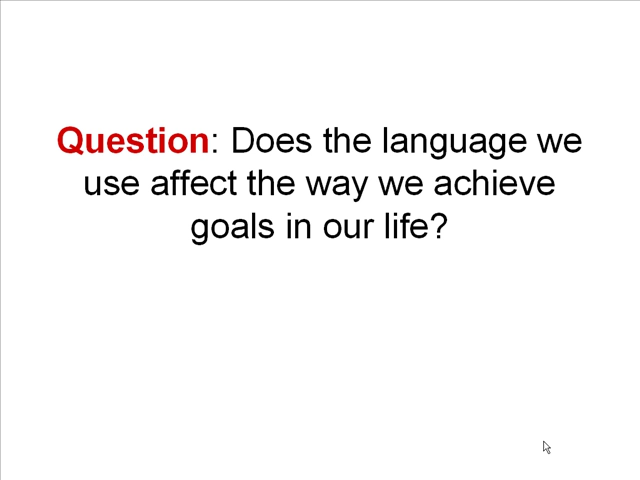 Question: Does the language we
use affect the way we achieve
goals in our life?